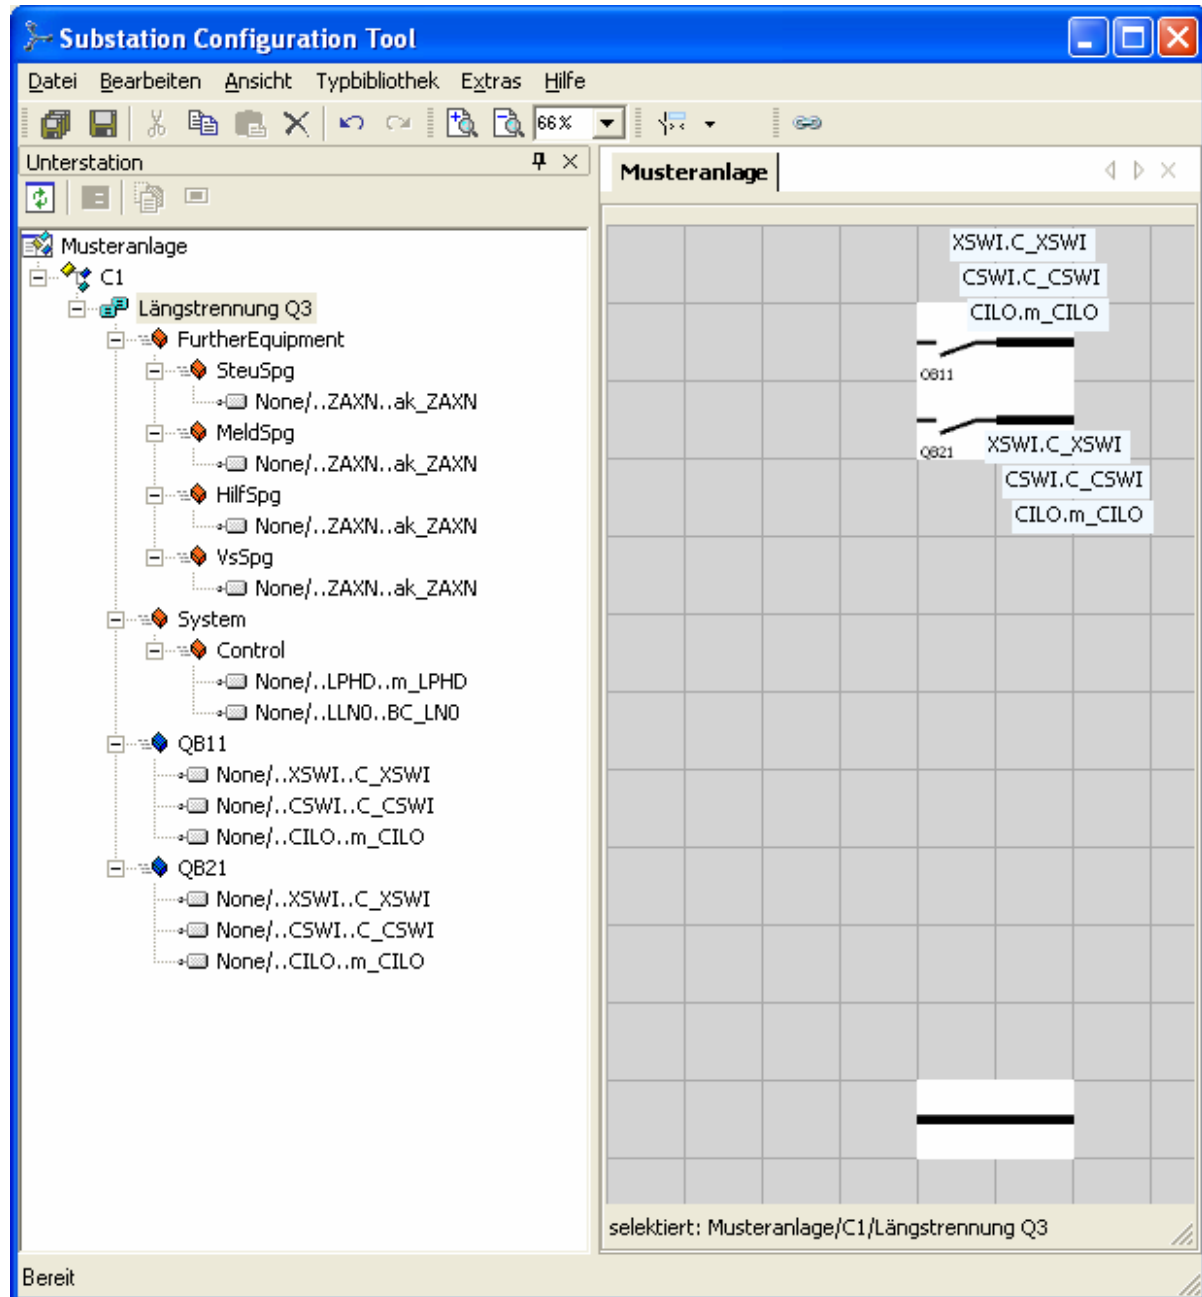 Substation Configuration Tool
Datei Bearbeiten Ansicht Typbibliothek Extras Hilfe
66%
Unterstation
Musteranlage
C1
Längstrennung Q3
FurtherEquipment
SteuSpg
None/..ZAXN..ak_ZAXN
MeldSpg
None/..ZAXN..ak_ZAXN
HilfSpg
None/..ZAXN..ak_ZAXN
VsSpg
None/..ZAXN..ak_ZAXN
System
Control
None/..LPHD..m_LPHD
None/..LLN0..BC_LN0
QB11
None/..XSWI..C_XSWI
None/..CSWI..C_CSWI
None/..CILO..m_CILO
QB21
None/..XSWI..C_XSWI
None/..CSWI..C_CSWI
None/..CILO..m_CILO
Musteranlage
XSWI.C_XSWI
CSWI.C_CSWI
CILO.m_CILO
QB11
QB21
XSWI.C_XSWI
CSWI.C_CSWI
CILO.m_CILO
selektiert: Musteranlage/C1/Längstrennung Q3
Bereit